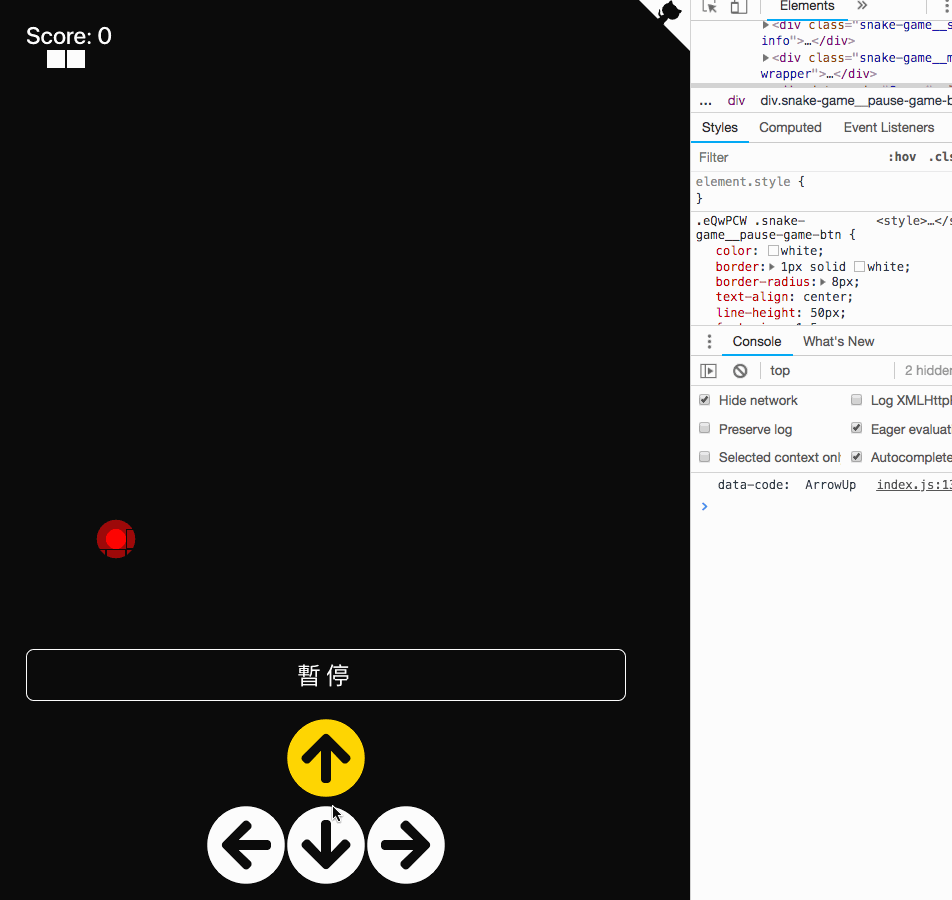 Score: 0
暫停
Elements
<div class="snake-game__s
info">…</div>
<div class="snake-game__m
wrapper">…</div>
… div div.snake-game__pause-game-b
Styles Computed Event Listeners
Filter :hov .cls
element.style {
}
.eQwPCW .snake- <style>…</s
game__pause-game-btn {
color: white;
border: 1px solid white;
border-radius: 8px;
text-align: center;
line-height: 50px;
Console What's New
top 2 hidden
Hide network Log XMLHttpR
Preserve log Eager evaluat
Selected context onl Autocomplete
data-code: ArrowUp index.js:13